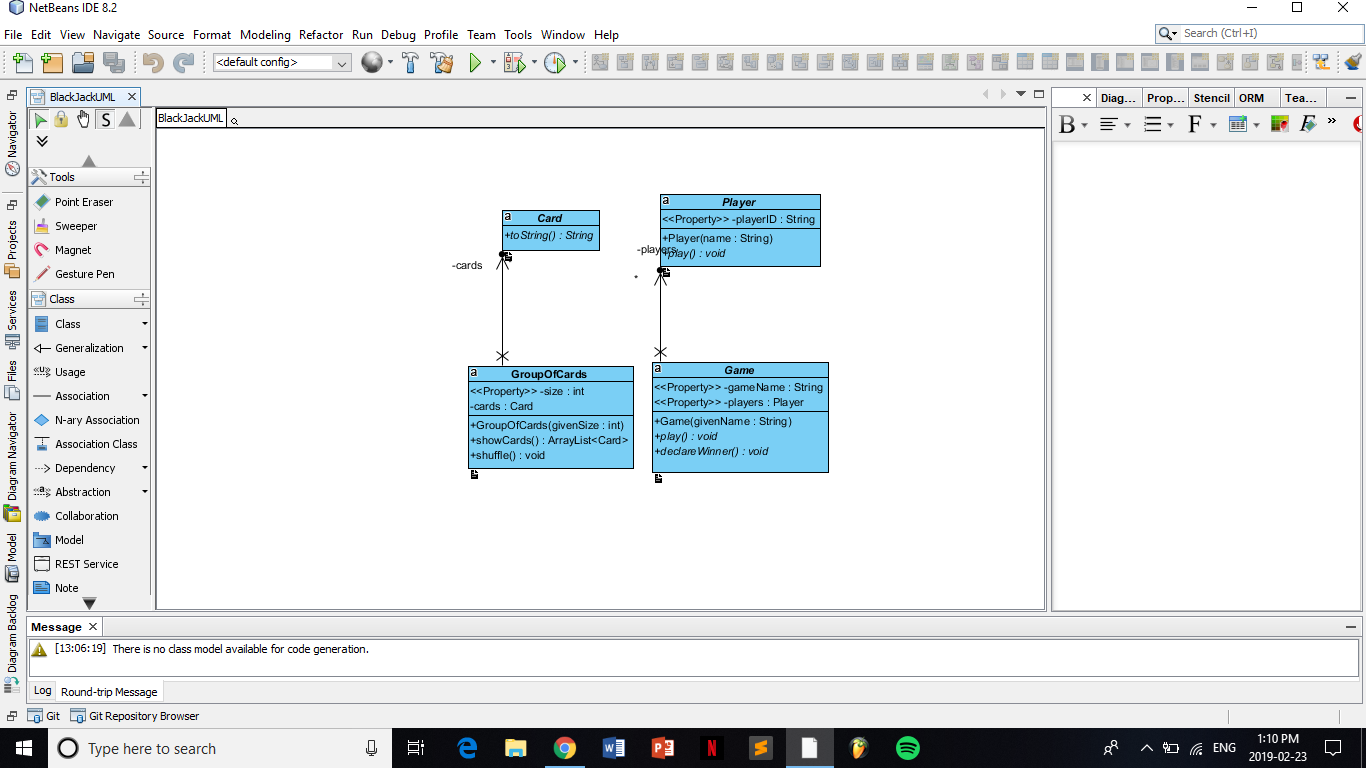 NetBeans IDE 8.2
File Edit View Navigate Source Format Modeling Refactor Run Debug Profile Team Tools Window Help
Search (Ctrl+I)
<default config>
BlackJackUML
Diag... Prop... Stencil ORM Tea...
S
BlackJackUML
B F »
Navigator
Projects
Services
Files
Diagram Navigator
Model
Diagram Backlog
Tools
Point Eraser
Sweeper
Magnet
Gesture Pen
Class
Class
Generalization
Usage
Association
N-ary Association
Association Class
Dependency
Abstraction
Collaboration
Model
REST Service
Note
a
Card
+toString() : String
-cards
a
Player
<<Property>> -playerID : String
+Player(name : String)
+play() : void
-players
*
a
GroupOfCards
<<Property>> -size : int
-cards : Card
+GroupOfCards(givenSize : int)
+showCards() : ArrayList<Card>
+shuffle() : void
a
Game
<<Property>> -gameName : String
<<Property>> -players : Player
+Game(givenName : String)
+play() : void
+declareWinner() : void
Message
[13:06:19] There is no class model available for code generation.
Log Round-trip Message
Git Git Repository Browser
Type here to search
ENG
1:10 PM
2019-02-23